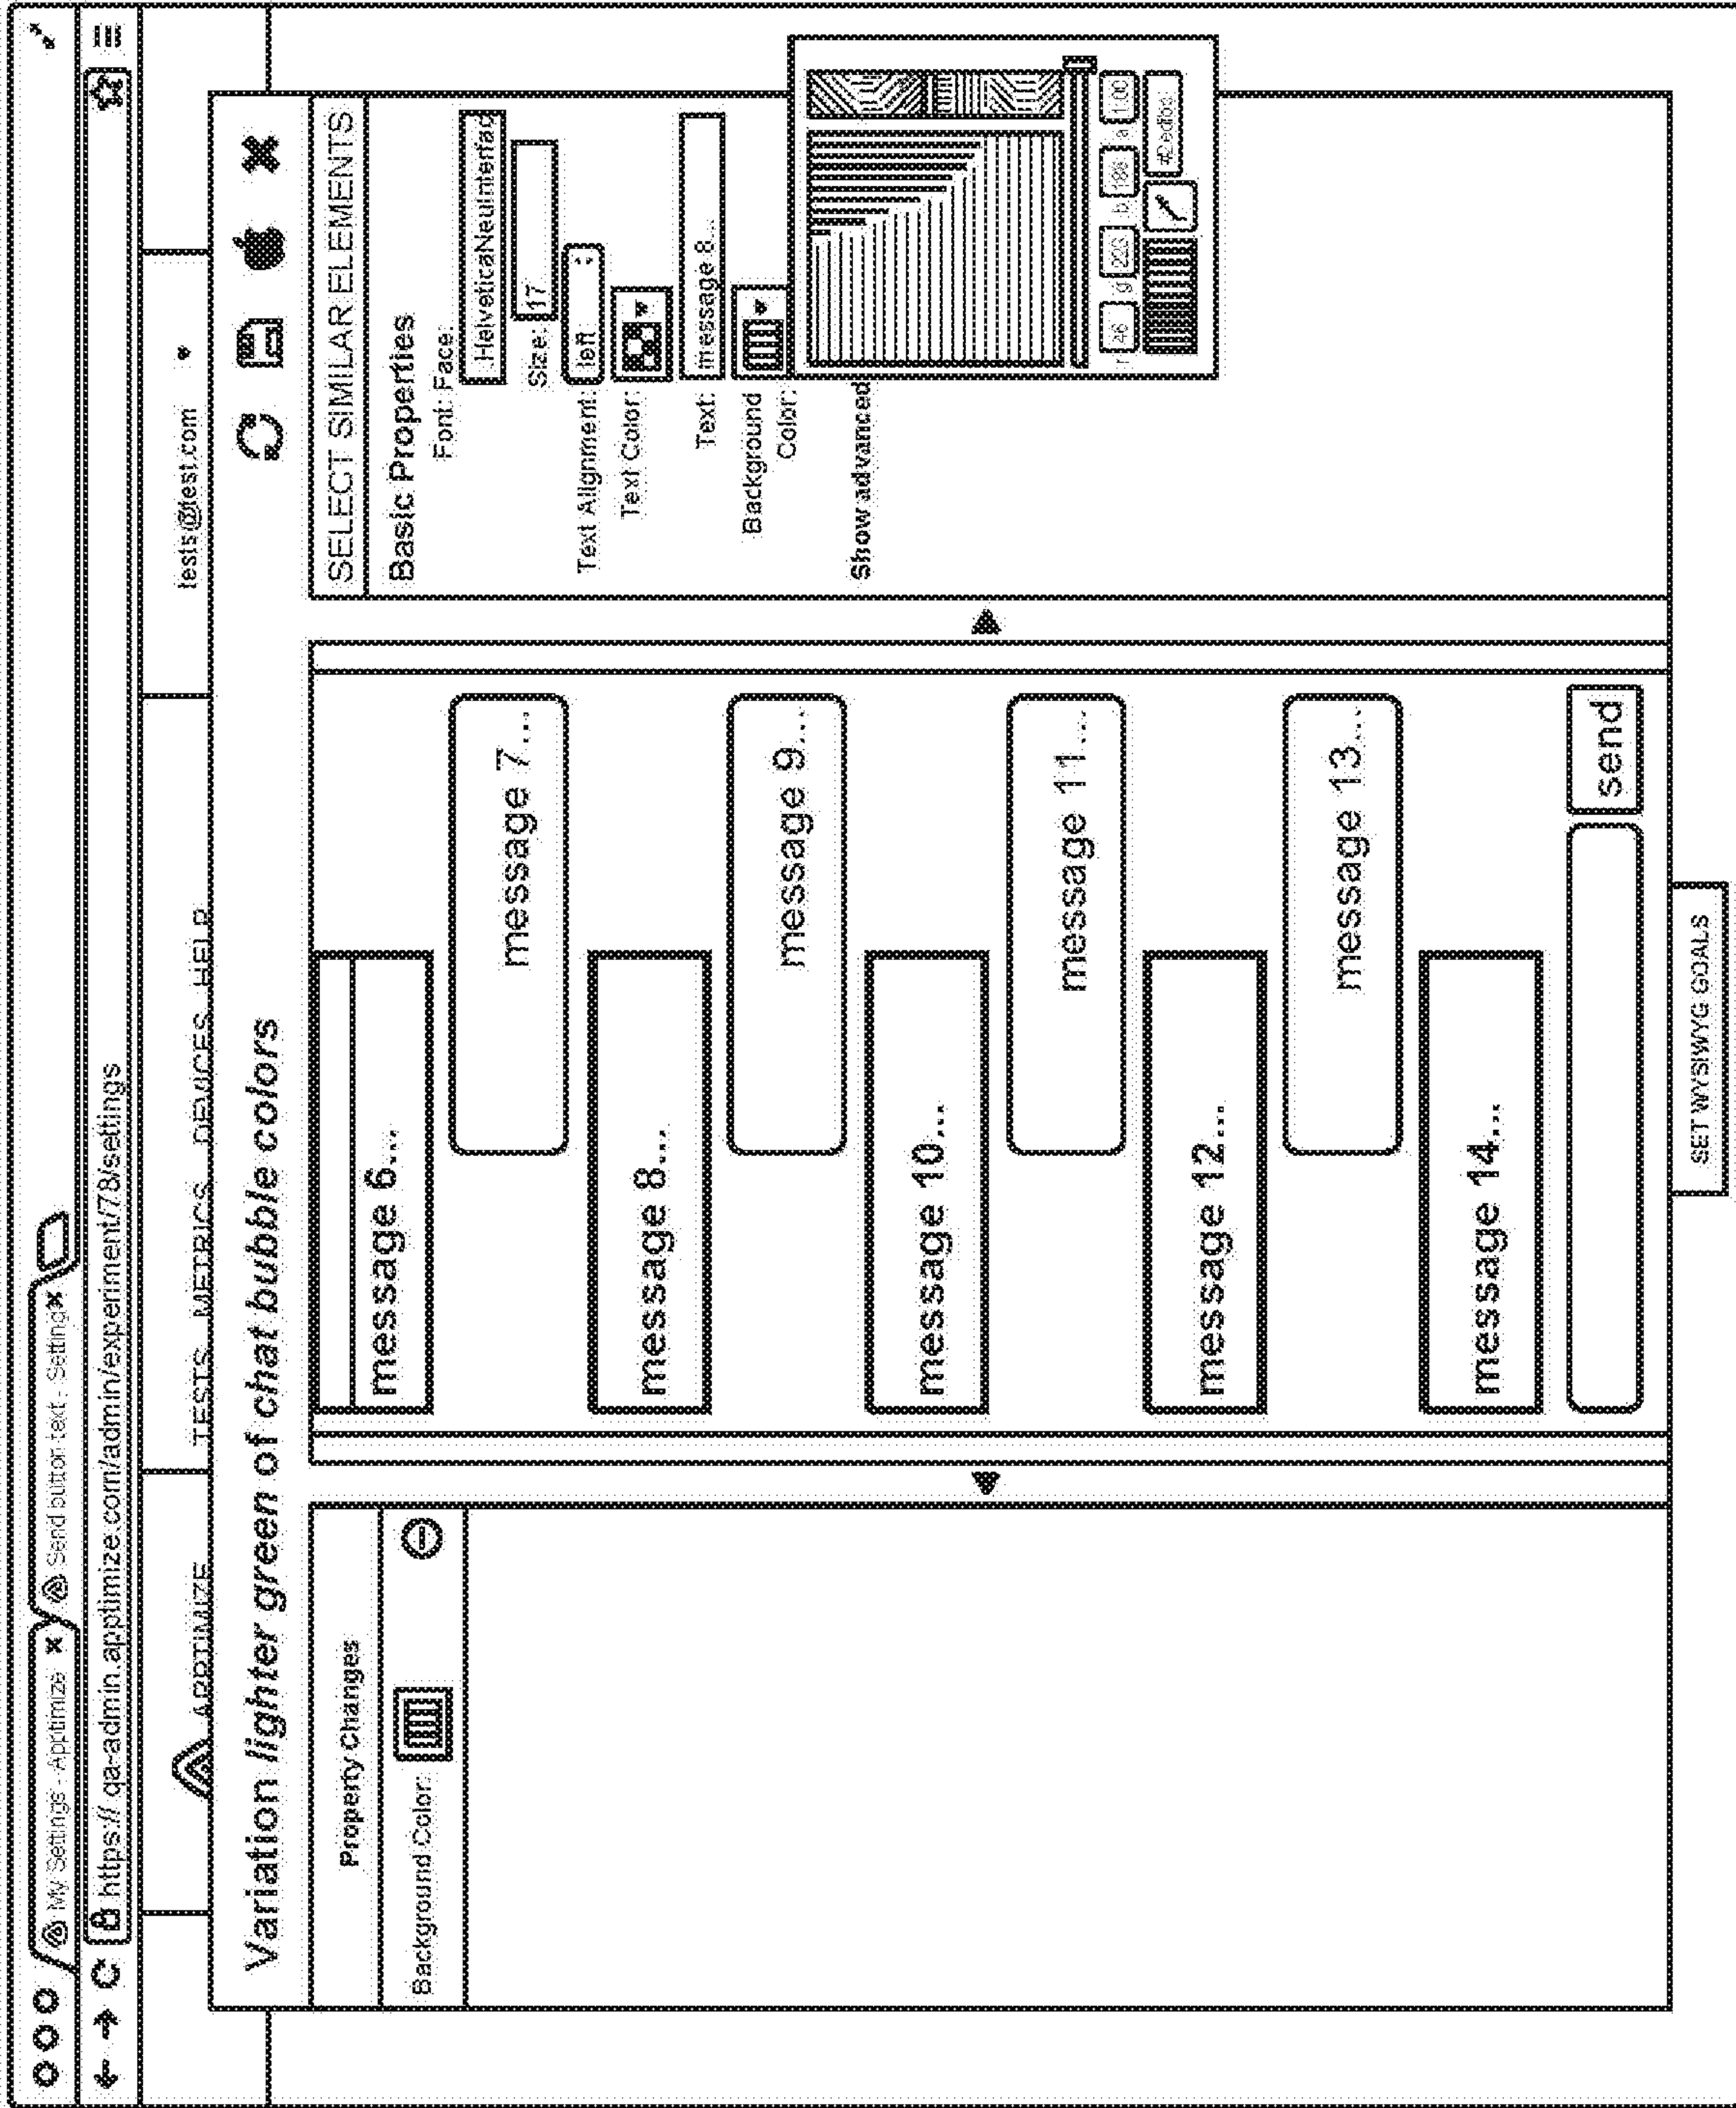 My Settings - Apptimize
Send button text - Setting
https:// qa-admin.apptimize.com/admin/experiment/78/settings
APPTIMIZE
TESTS METRICS DEVICES HELP
tests@test.com
Variation lighter green of chat bubble colors
Property Changes
Background Color:
message 6...
message 7...
message 8...
message 9...
message 10...
message 11...
message 12...
message 13...
message 14...
send
SELECT SIMILAR ELEMENTS
Basic Properties
Font: Face:
.HelveticaNeuInterfac
Size: 17
Text Alignment: left
Text Color:
Text: message 8...
Background
Color:
Show advanced
r 46 g 223 b 186 a 1.00
SET WYSIWYG GOALS